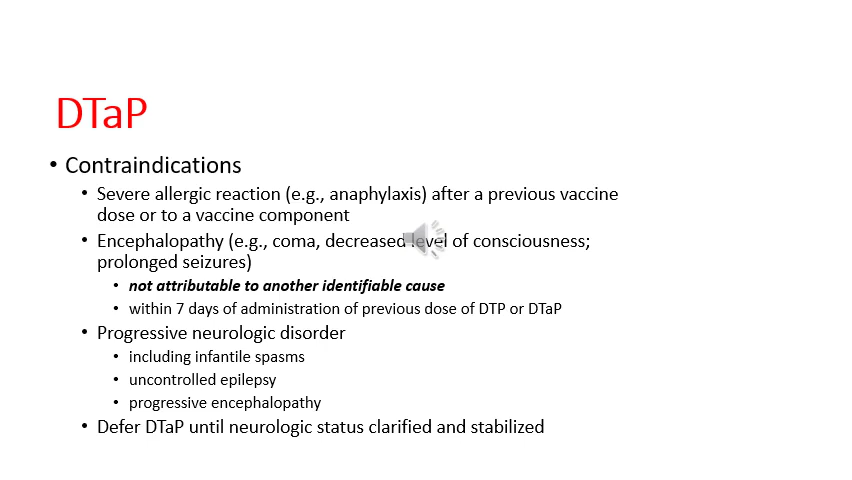 DTaP
• Contraindications
• Severe allergic reaction (e.g., anaphylaxis) after a previous vaccine
dose or to a vaccine component
• Encephalopathy (e.g., coma, decreased level of consciousness;
prolonged seizures)
• not attributable to another identifiable cause
• within 7 days of administration of previous dose of DTP or DTaP
• Progressive neurologic disorder
• including infantile spasms
• uncontrolled epilepsy
• progressive encephalopathy
• Defer DTaP until neurologic status clarified and stabilized